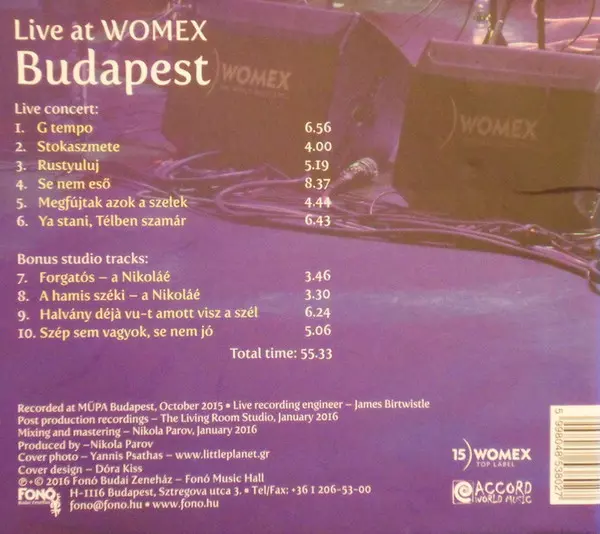 Live at WOMEX
Budapest
WOMEX
WOMEX
Live concert:
1. G tempo 6.56
2. Stokaszmete 4.00
3. Rustyuluj 5.19
4. Se nem eső 8.37
5. Megfújtak azok a szelek 4.44
6. Ya stani, Télben szamár 6.43
Bonus studio tracks:
7. Forgatós – a Nikoláé 3.46
8. A hamis széki – a Nikoláé 3.30
9. Halvány déjà vu-t amott visz a szél 6.24
10. Szép sem vagyok, se nem jó 5.06
Total time: 55.33
Recorded at MÜPA Budapest, October 2015 • Live recording engineer – James Birtwistle
Post production recordings – The Living Room Studio, January 2016
Mixing and mastering – Nikola Parov, January 2016
Produced by –Nikola Parov
Cover photo – Yannis Psathas – www.littleplanet.gr
Cover design – Dóra Kiss
℗ • © 2016 Fonó Budai Zeneház – Fonó Music Hall
H-1116 Budapest, Sztregova utca 3. • Tel/Fax: +36 1 206-53-00
fono@fono.hu • www.fono.hu
FONÓ
15 WOMEX
TOP LABEL
ACCORD
WORLD MUSIC
5 998048 538027